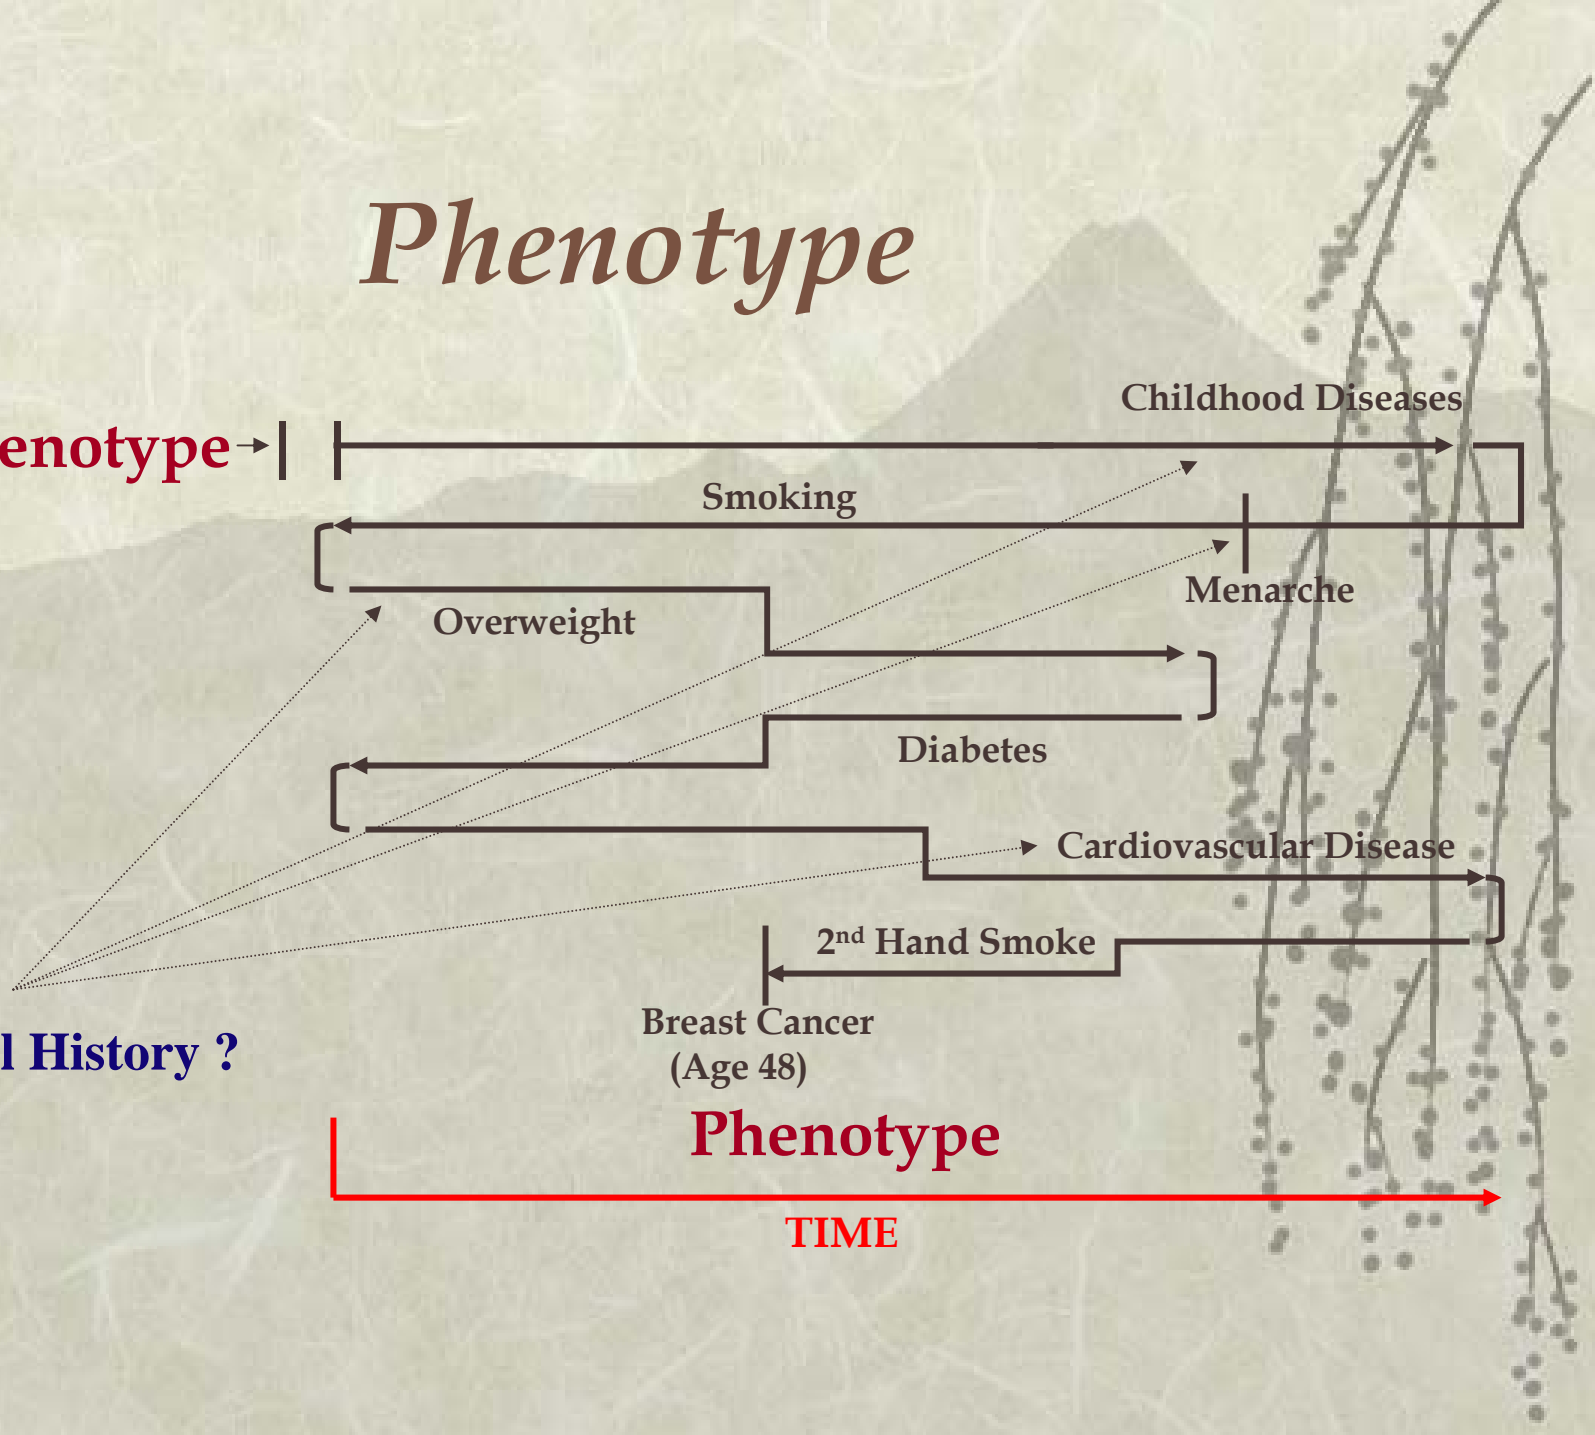 Phenotype
Childhood Diseases
enotype
Smoking
Menarche
Overweight
Diabetes
Cardiovascular Disease
2nd Hand Smoke
Breast Cancer
(Age 48)
l History ?
Phenotype
TIME